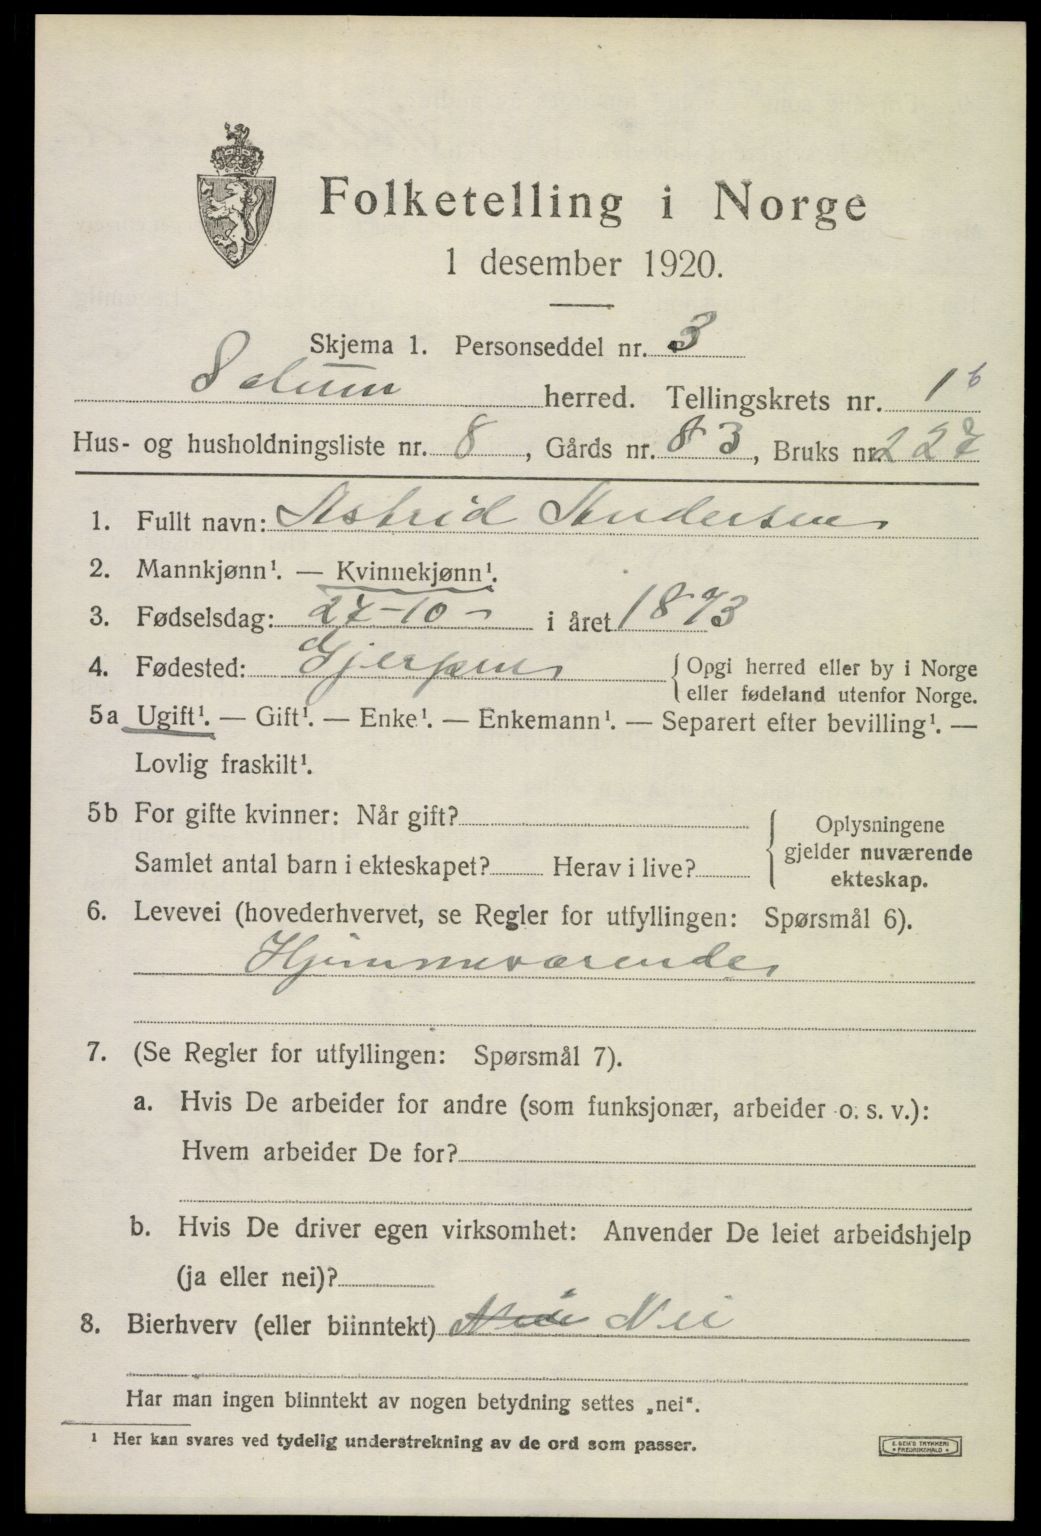 Folketelling i Norge
1 desember 1920.
Skjema 1. Personseddel nr. 3
Solum herred. Tellingskrets nr. 1 b
Hus- og husholdningsliste nr. 8, Gårds nr. 83, Bruks nr. 227
1. Fullt navn: Astrid Andersen
2. Mannkjønn¹. — Kvinnekjønn¹.
3. Fødselsdag: 27-10- i året 1893
4. Fødested: Gjerpen
{ Opgi herred eller by i Norge
eller fødeland utenfor Norge.
5a Ugift¹. — Gift¹. — Enke¹. — Enkemann¹. — Separert efter bevilling¹. —
Lovlig fraskilt¹.
5b For gifte kvinner: Når gift?
Samlet antal barn i ekteskapet? Herav i live?
{ Oplysningene
gjelder nuværende
ekteskap.
6. Levevei (hovederhvervet, se Regler for utfyllingen: Spørsmål 6).
Hjemmeværende
7. (Se Regler for utfyllingen: Spørsmål 7).
a. Hvis De arbeider for andre (som funksjonær, arbeider o. s. v.):
Hvem arbeider De for?
b. Hvis De driver egen virksomhet: Anvender De leiet arbeidshjelp
(ja eller nei)?
8. Bierhverv (eller biinntekt) Nei
Har man ingen biinntekt av nogen betydning settes „nei“.
¹ Her kan svares ved tydelig understrekning av de ord som passer.
E. SEM'S TRYKKERI
FREDRIKSHALD